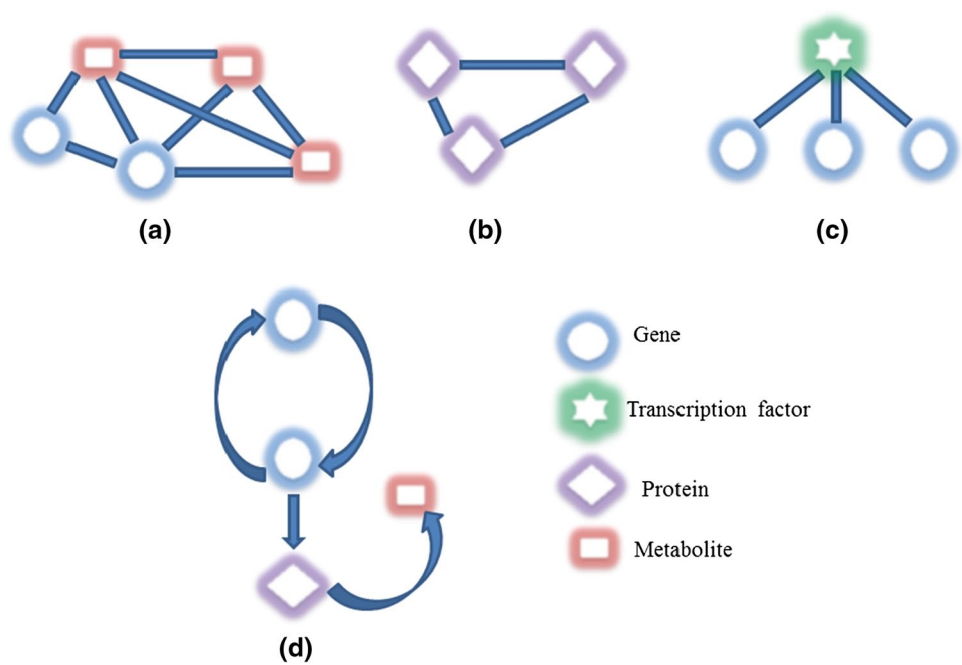 (a)
(b)
(c)
(d)
Gene
Transcription factor
Protein
Metabolite